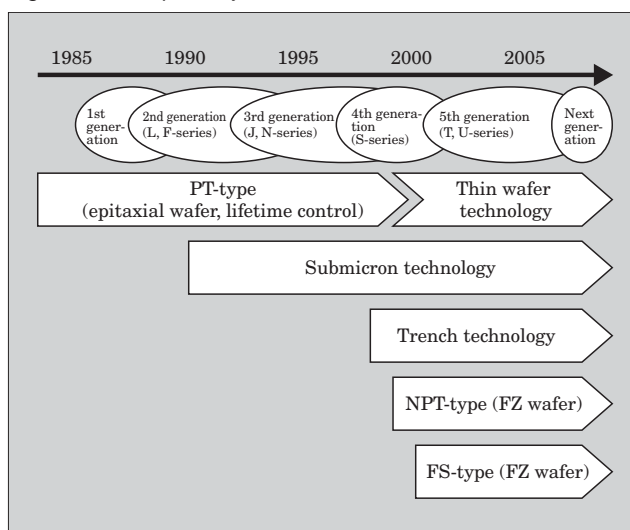 1985 1990 1995 2000 2005
1st
gener-
ation
2nd generation
(L, F-series)
3rd generation
(J, N-series)
4th genera-
tion
(S-series)
5th generation
(T, U-series)
Next
gener-
ation
PT-type
(epitaxial wafer, lifetime control)
Thin wafer
technology
Submicron technology
Trench technology
NPT-type (FZ wafer)
FS-type (FZ wafer)